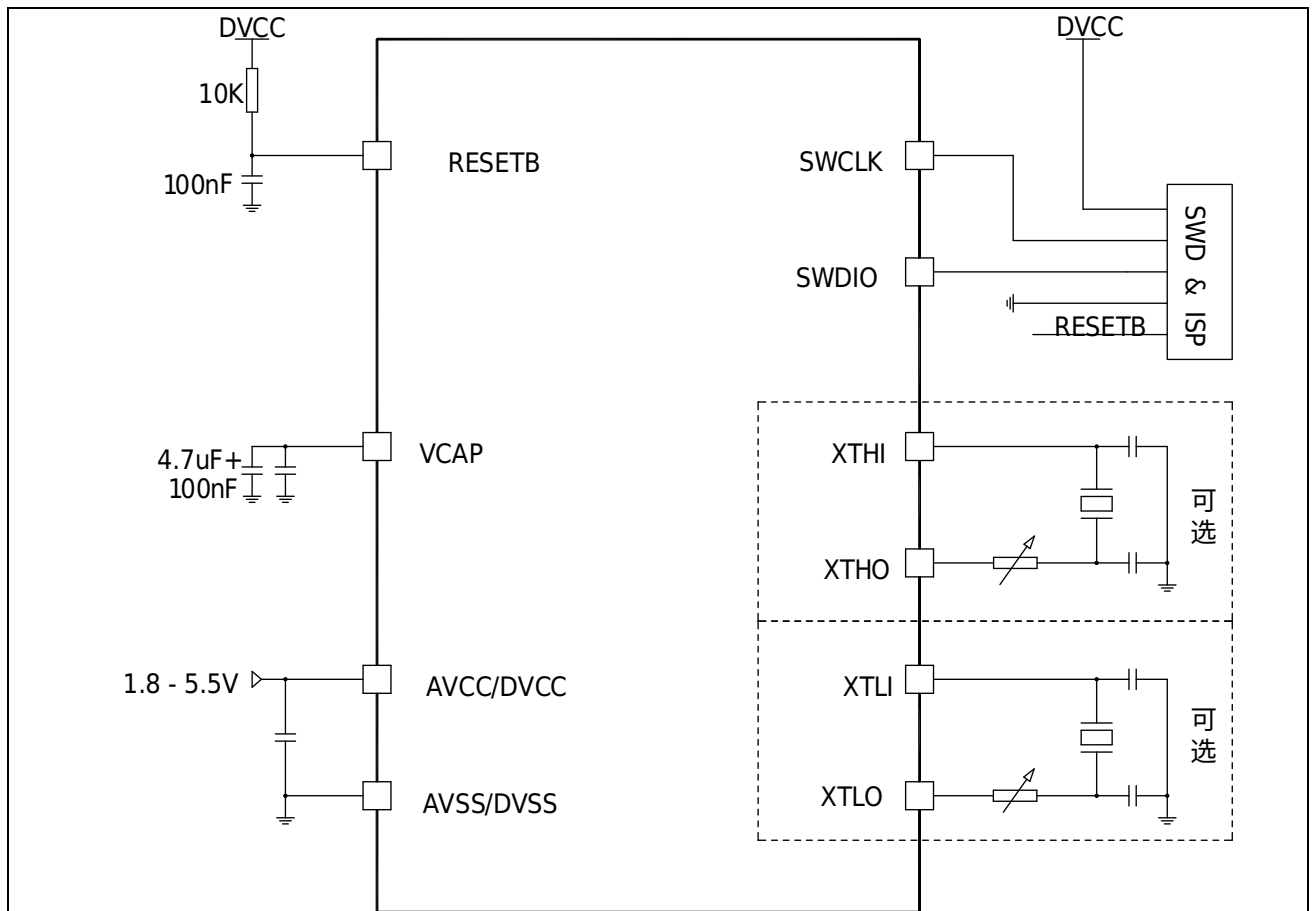 DVCC
DVCC
10K
100nF
RESETB
SWCLK
SWDIO
SWD & ISP
RESETB
4.7uF+
100nF
VCAP
XTHI
XTHO
可选
1.8 - 5.5V
AVCC/DVCC
AVSS/DVSS
XTLI
XTLO
可选